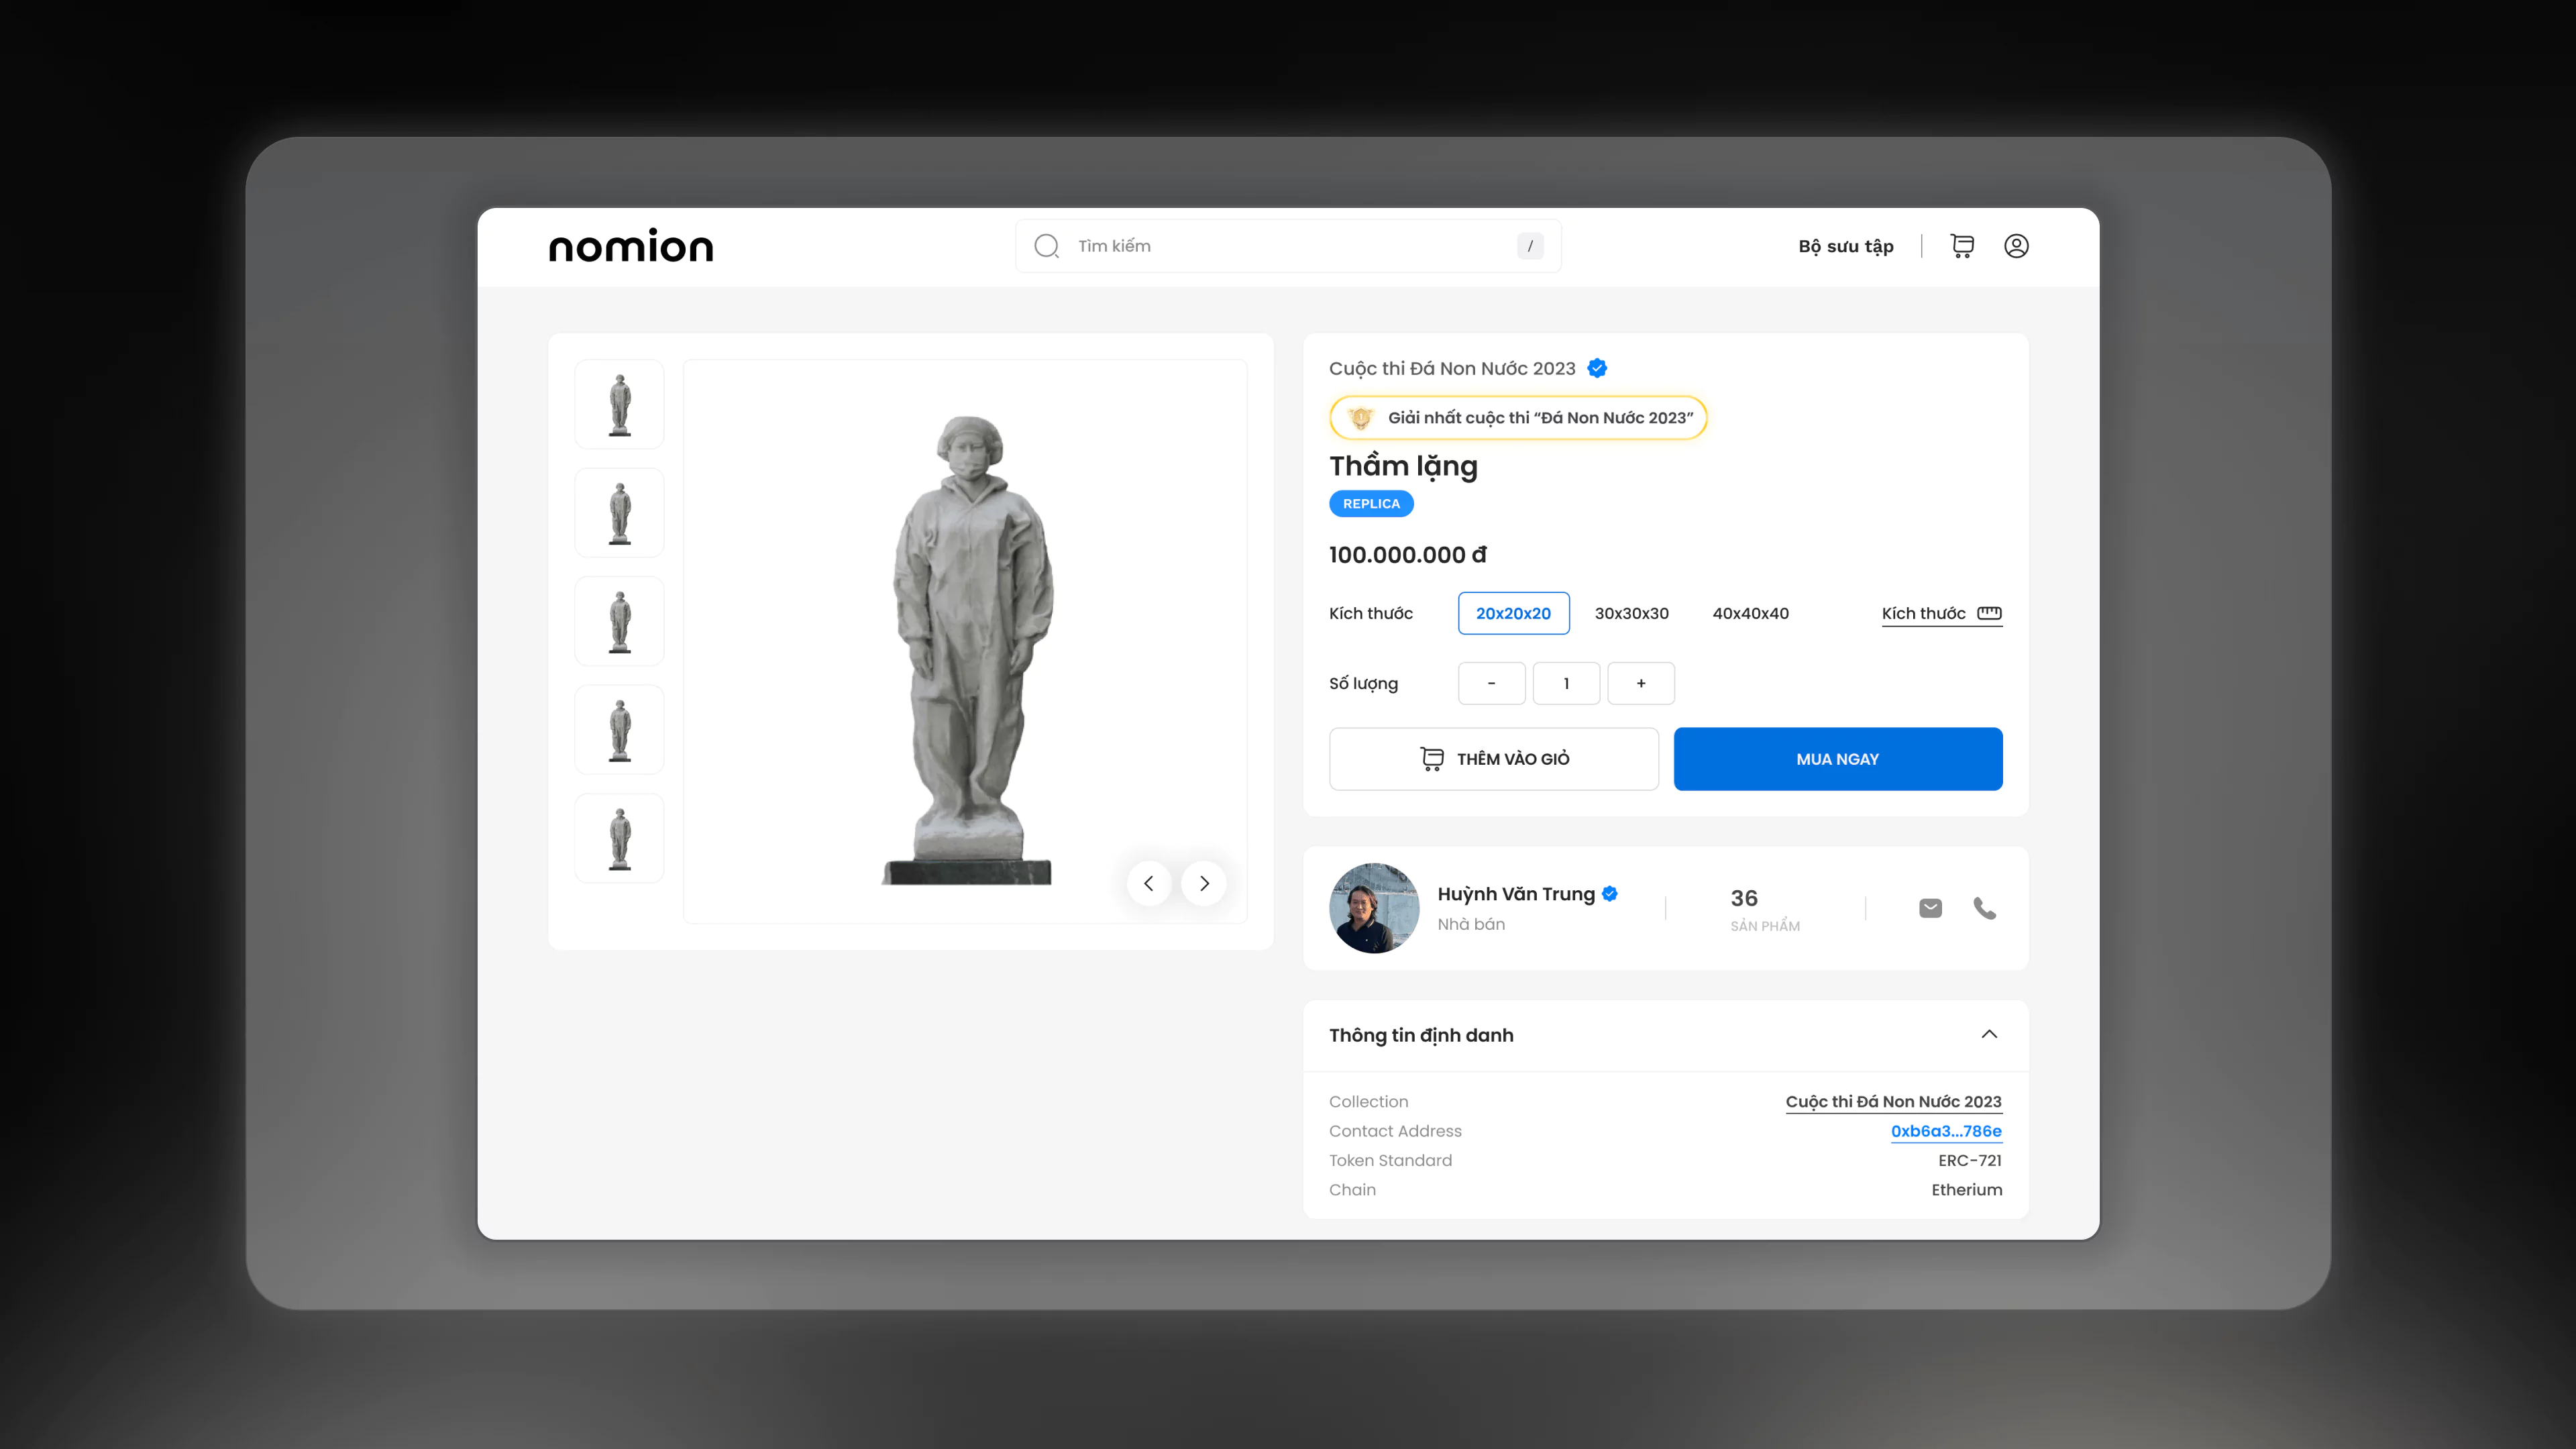 nomion
Tìm kiếm
/
Bộ sưu tập
Cuộc thi Đá Non Nước 2023
1
Giải nhất cuộc thi “Đá Non Nước 2023”
Thầm lặng
REPLICA
100.000.000 đ
Kích thước 20x20x20 30x30x30 40x40x40 Kích thước
Số lượng - 1 +
THÊM VÀO GIỎ
MUA NGAY
Huỳnh Văn Trung
Nhà bán
36
SẢN PHẨM
Thông tin định danh
Collection Cuộc thi Đá Non Nước 2023
Contact Address 0xb6a3...786e
Token Standard ERC-721
Chain Etherium